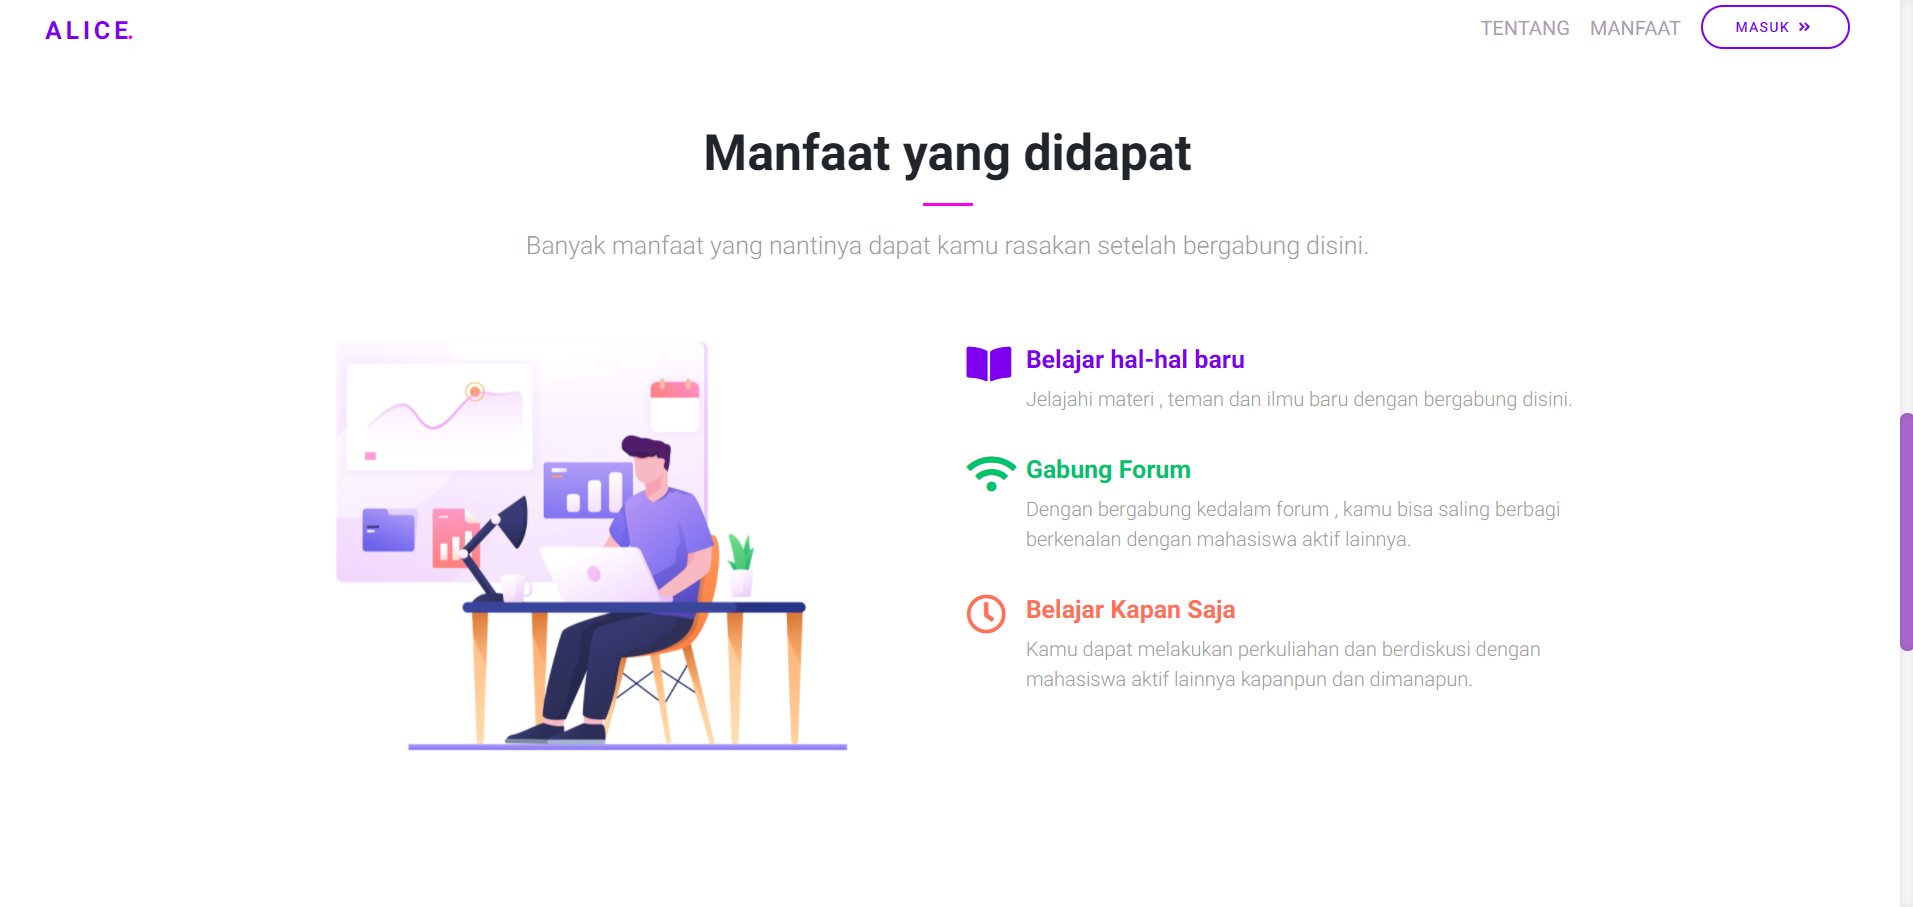 ALICE.
TENTANG MANFAAT MASUK »
Manfaat yang didapat
Banyak manfaat yang nantinya dapat kamu rasakan setelah bergabung disini.
Belajar hal-hal baru
Jelajahi materi , teman dan ilmu baru dengan bergabung disini.
Gabung Forum
Dengan bergabung kedalam forum , kamu bisa saling berbagi
berkenalan dengan mahasiswa aktif lainnya.
Belajar Kapan Saja
Kamu dapat melakukan perkuliahan dan berdiskusi dengan
mahasiswa aktif lainnya kapanpun dan dimanapun.